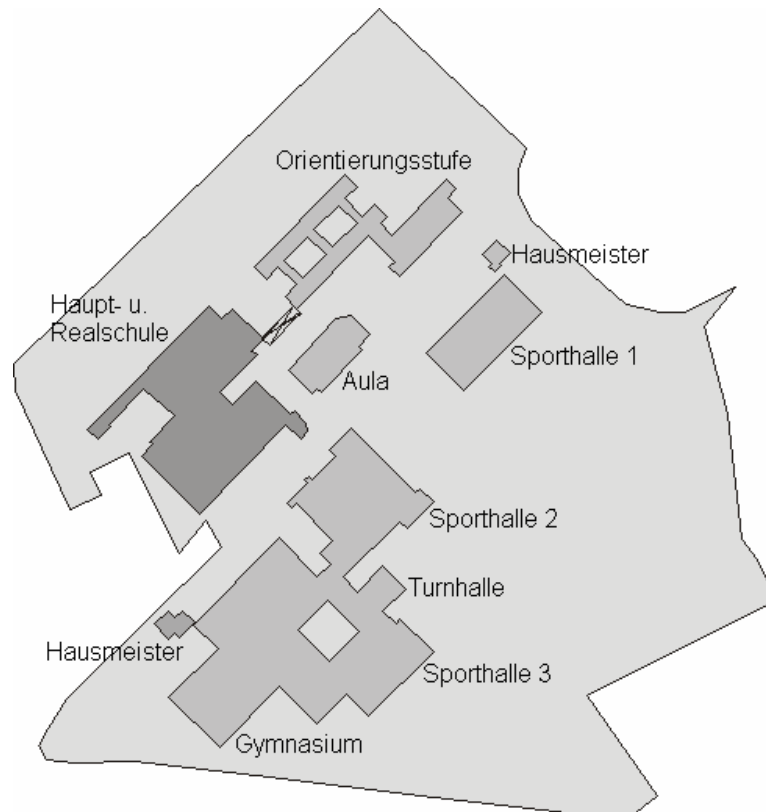 Orientierungsstufe
Hausmeister
Haupt- u.
Realschule
Sporthalle 1
Aula
Sporthalle 2
Turnhalle
Hausmeister
Sporthalle 3
Gymnasium